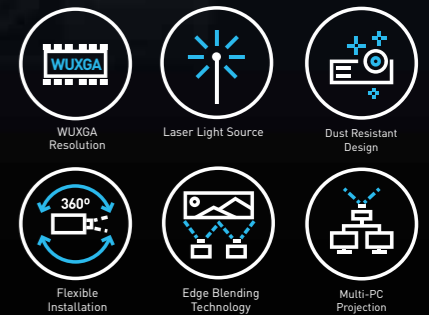 WUXGA
WUXGA
Resolution
Laser Light Source
Dust Resistant
Design
360º
Flexible
Installation
Edge Blending
Technology
Multi-PC
Projection